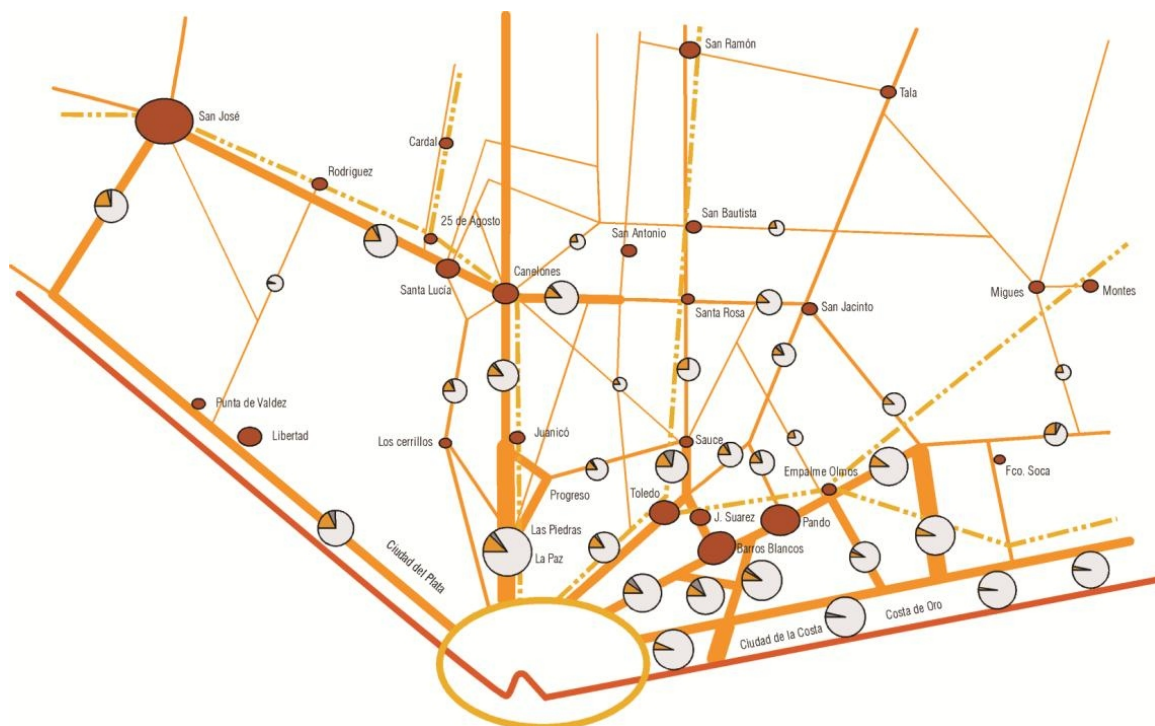 San Ramón
Tala
San José
Cardal
Rodriguez
25 de Agosto
San Bautista
San Antonio
Canelones
Santa Lucía
Santa Rosa
San Jacinto
Migues
Montes
Punta de Valdez
Libertad
Los cerrillos
Juanicó
Sauce
Empalme Olmos
Fco. Soca
Progreso
Toledo
J. Suarez
Pando
Las Piedras
La Paz
Barros Blancos
Ciudad del Plata
Costa de Oro
Ciudad de la Costa